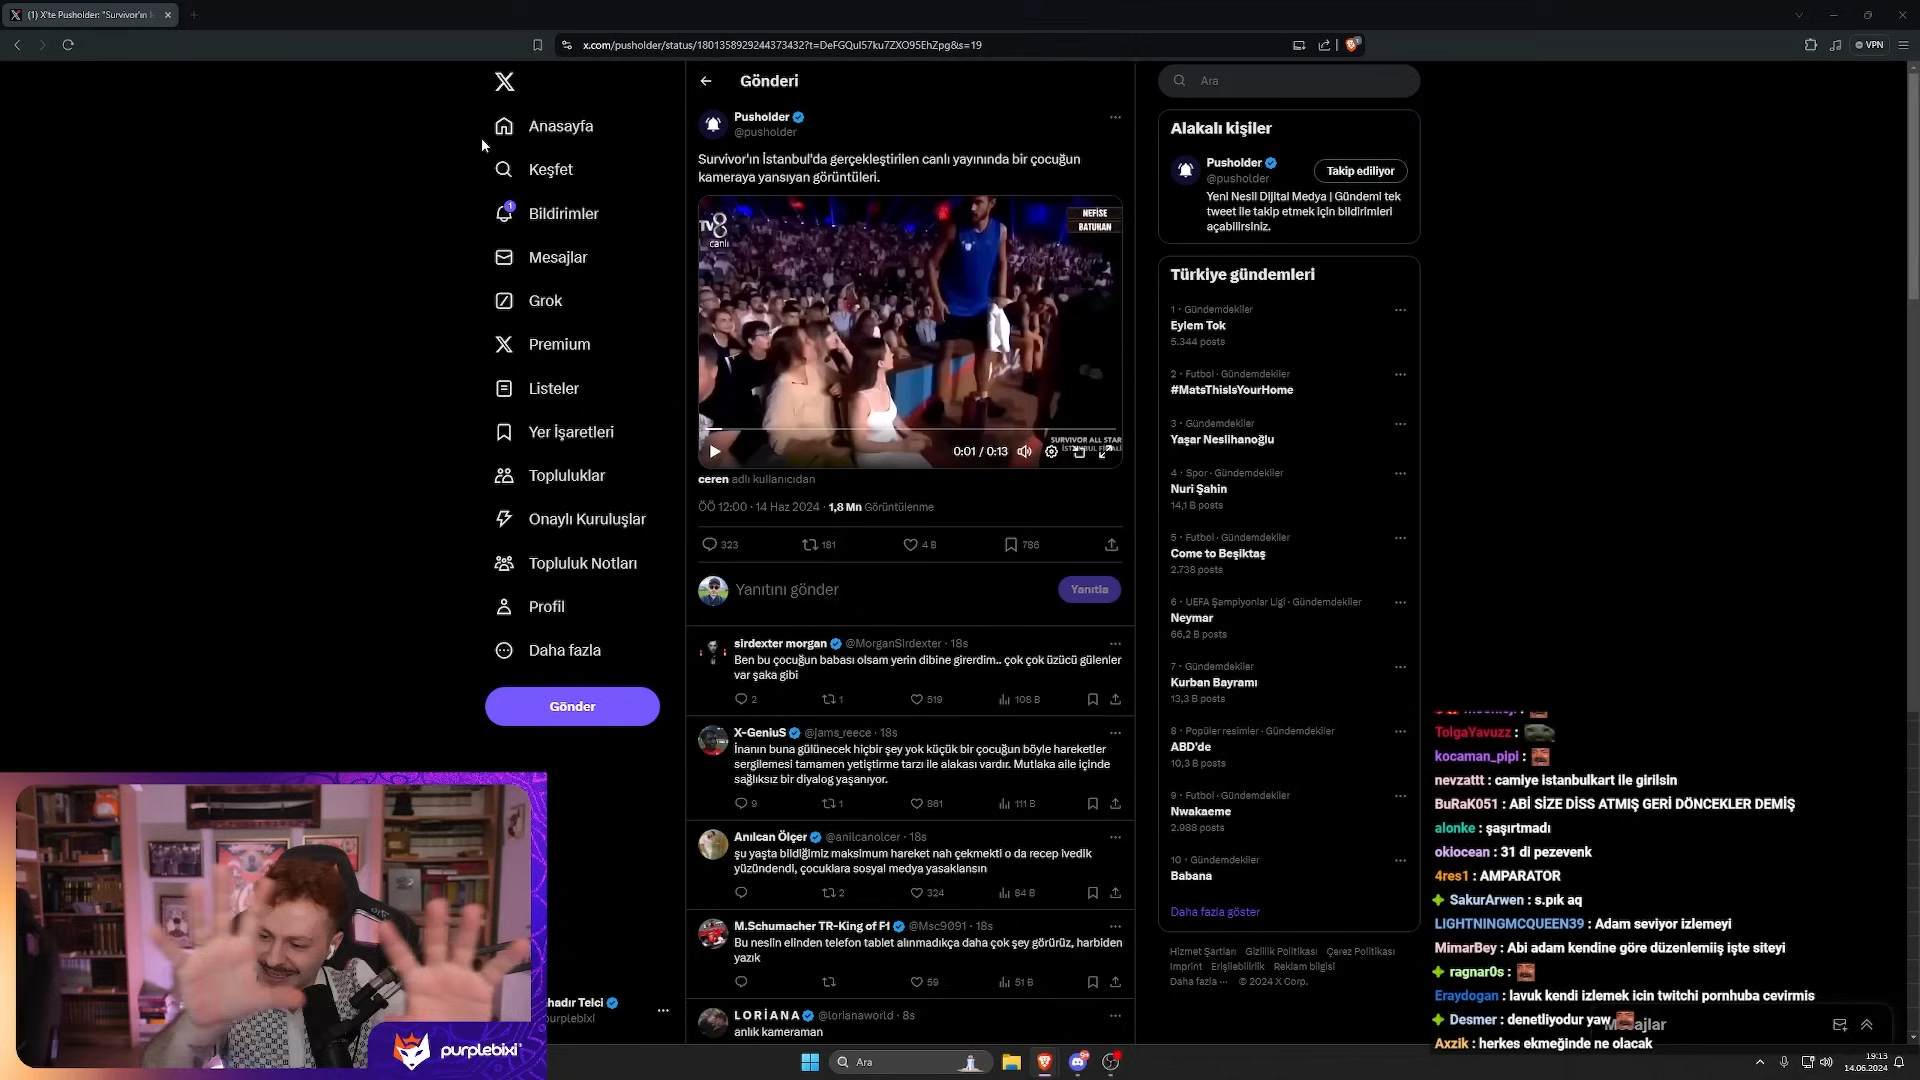 (1) X'te Pusholder: "Survivor'ın İ
x.com/pusholder/status/1801358929244373432?t=DeFGQul57ku7ZXO95EhZpg&s=19
VPN
Anasayfa
Keşfet
1
Bildirimler
Mesajlar
Grok
Premium
Listeler
Yer İşaretleri
Topluluklar
Onaylı Kuruluşlar
Topluluk Notları
Profil
Daha fazla
Gönder
hadır Telci
urplebixi
purplebixi
Gönderi
Pusholder
@pusholder
Survivor'ın İstanbul'da gerçekleştirilen canlı yayınında bir çocuğun
kameraya yansıyan görüntüleri.
TV8
canlı
NEFİSE
BATUHAN
SURVIVOR ALL STAR
İSTANBUL FİNALİ
0:01 / 0:13
ceren adlı kullanıcıdan
ÖÖ 12:00 · 14 Haz 2024 · 1,8 Mn Görüntülenme
323 181 4 B 786
Yanıtını gönder
Yanıtla
sirdexter morgan @MorganSirdexter · 18s
Ben bu çocuğun babası olsam yerin dibine girerdim.. çok çok üzücü gülenler
var şaka gibi
2 1 519 108 B
X-GeniuS @jams_reece · 18s
İnanın buna gülünecek hiçbir şey yok küçük bir çocuğun böyle hareketler
sergilemesi tamamen yetiştirme tarzı ile alakası vardır. Mutlaka aile içinde
sağlıksız bir diyalog yaşanıyor.
9 1 861 111 B
Anılcan Ölçer @anilcanolcer · 18s
şu yaşta bildiğimiz maksimum hareket nah çekmekti o da recep ivedik
yüzündendi, çocuklara sosyal medya yasaklansın
2 324 84 B
M.Schumacher TR-King of F1 @Msc9091 · 18s
Bu neslin elinden telefon tablet alınmadıkça daha çok şey görürüz, harbiden
yazık
59 51 B
LORİANA @lorianaworld · 8s
anlık kameraman
Ara
Alakalı kişiler
Pusholder
@pusholder
Takip ediliyor
Yeni Nesil Dijital Medya | Gündemi tek
tweet ile takip etmek için bildirimleri
açabilirsiniz.
Türkiye gündemleri
1 · Gündemdekiler
Eylem Tok
5.344 posts
2 · Futbol · Gündemdekiler
#MatsThisIsYourHome
3 · Gündemdekiler
Yaşar Neslihanoğlu
4 · Spor · Gündemdekiler
Nuri Şahin
14,1 B posts
5 · Futbol · Gündemdekiler
Come to Beşiktaş
2.738 posts
6 · UEFA Şampiyonlar Ligi · Gündemdekiler
Neymar
66,2 B posts
7 · Gündemdekiler
Kurban Bayramı
13,3 B posts
8 · Popüler resimler · Gündemdekiler
ABD'de
10,3 B posts
9 · Futbol · Gündemdekiler
Nwakaeme
2.988 posts
10 · Gündemdekiler
Babana
Daha fazla göster
Hizmet Şartları Gizlilik Politikası Çerez Politikası
Imprint Erişilebilirlik Reklam bilgisi
Daha fazla ··· © 2024 X Corp.
TolgaYavuzz :
kocaman_pipi :
nevzattt : camiye istanbulkart ile girilsin
BuRaK051 : ABİ SİZE DİSS ATMIŞ GERİ DÖNCEKLER DEMİŞ
alonke : şaşırtmadı
okiocean : 31 di pezevenk
4res1 : AMPARATOR
SakurArwen : s.pık aq
LIGHTNINGMCQUEEN39 : Adam seviyor izlemeyi
MimarBey : Abi adam kendine göre düzenlemiiş işte siteyi
ragnar0s :
Eraydogan : lavuk kendi izlemek icin twitchi pornhuba cevirmis
Desmer : denetliyodur yaw
Axzik : herkes ekmeğinde ne olacak
Ara
19:13
14.06.2024